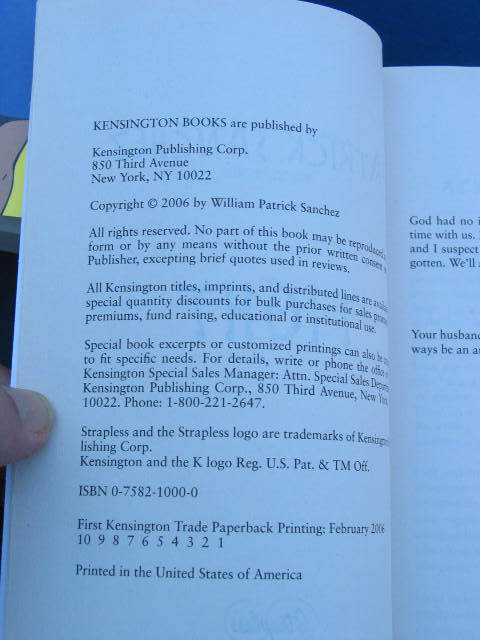 KENSINGTON BOOKS are published by
Kensington Publishing Corp.
850 Third Avenue
New York, NY 10022
Copyright © 2006 by William Patrick Sanchez
All rights reserved. No part of this book may be reproduced
form or by any means without the prior written consent
Publisher, excepting brief quotes used in reviews.
All Kensington titles, imprints, and distributed lines are
special quantity discounts for bulk purchases for sales
premiums, fund raising, educational or institutional use.
Special book excerpts or customized printings can also be
to fit specific needs. For details, write or phone the office
Kensington Special Sales Manager: Attn. Special Sales
Kensington Publishing Corp., 850 Third Avenue, New York,
10022. Phone: 1-800-221-2647.
Strapless and the Strapless logo are trademarks of Kensington
lishing Corp.
Kensington and the K logo Reg. U.S. Pat. & TM Off.
ISBN 0-7582-1000-0
First Kensington Trade Paperback Printing: February 2006
10 9 8 7 6 5 4 3 2 1
Printed in the United States of America
God had no
time with us.
and I suspect
gotten. We'll
Your husband
ways be an